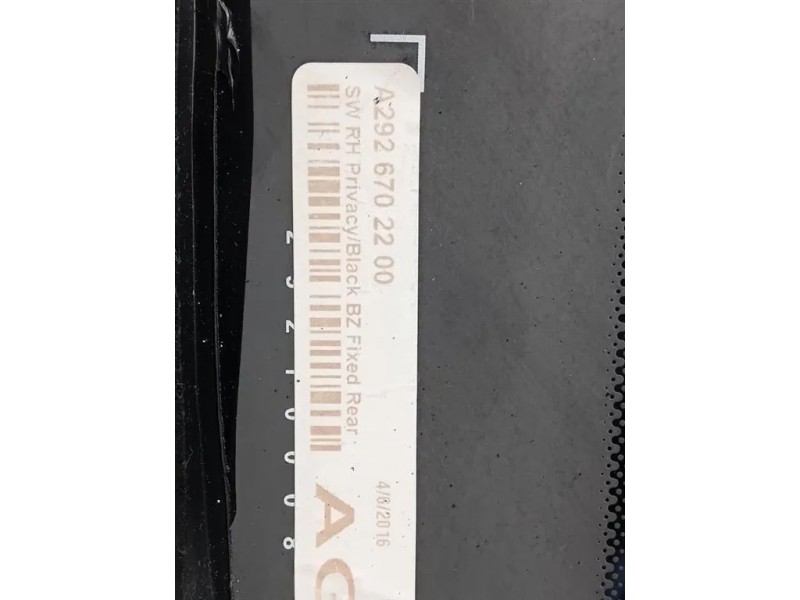 A292 670 22 00
SW RH Privacy/Black BZ Fixed Rear
4/8/2016
AG